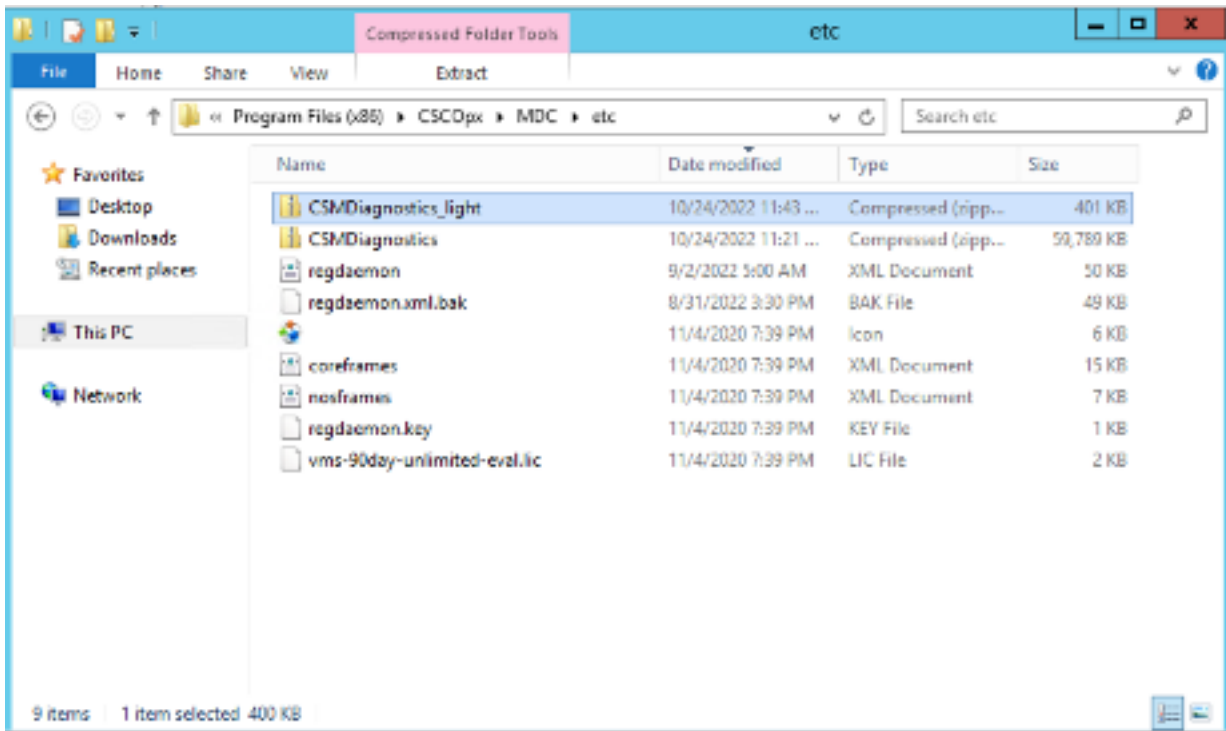 Compressed Folder Tools
etc
File Home Share View Extract
« Program Files (x86) CSCOpx MDC etc
Search etc
Name Date modified Type Size
Favorites
Desktop
Downloads
Recent places
This PC
Network
CSMDiagnostics_light 10/24/2022 11:43 ... Compressed (zipp... 401 KB
CSMDiagnostics 10/24/2022 11:21 ... Compressed (zipp... 59,789 KB
regdaemon 9/2/2022 5:00 AM XML Document 50 KB
regdaemon.xml.bak 8/31/2022 3:30 PM BAK File 49 KB
11/4/2020 7:39 PM Icon 6 KB
coreframes 11/4/2020 7:39 PM XML Document 15 KB
nosframes 11/4/2020 7:39 PM XML Document 7 KB
regdaemon.key 11/4/2020 7:39 PM KEY File 1 KB
vms-90day-unlimited-eval.lic 11/4/2020 7:39 PM LIC File 2 KB
9 items 1 item selected 400 KB